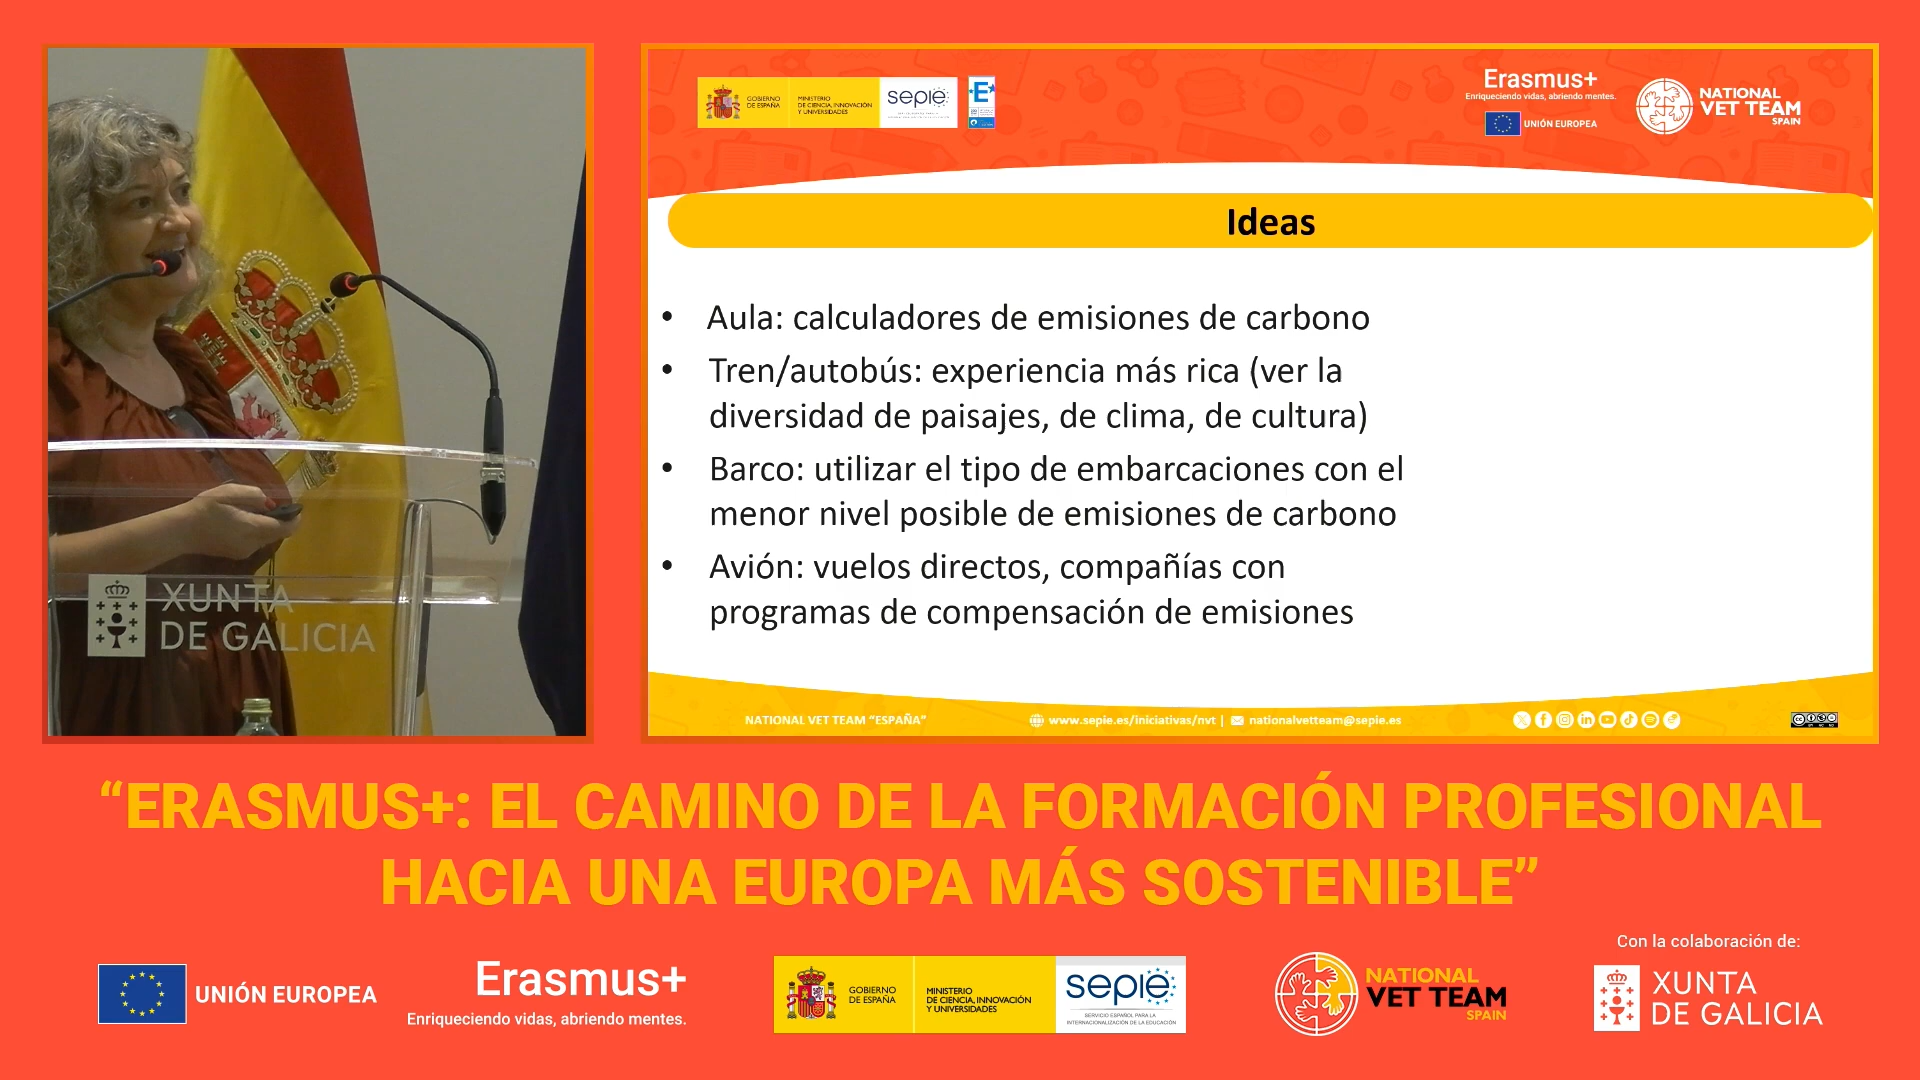 XUNTA
DE GALICIA
GOBIERNO
DE ESPAÑA
MINISTERIO
DE CIENCIA, INNOVACIÓN
Y UNIVERSIDADES
sepie
Erasmus+
Enriqueciendo vidas, abriendo mentes.
UNIÓN EUROPEA
NATIONAL
VET TEAM
SPAIN
Ideas
• Aula: calculadores de emisiones de carbono
• Tren/autobús: experiencia más rica (ver la
diversidad de paisajes, de clima, de cultura)
• Barco: utilizar el tipo de embarcaciones con el
menor nivel posible de emisiones de carbono
• Avión: vuelos directos, compañías con
programas de compensación de emisiones
NATIONAL VET TEAM “ESPAÑA”
www.sepie.es/iniciativas/nvt | nationalvetteam@sepie.es
“ERASMUS+: EL CAMINO DE LA FORMACIÓN PROFESIONAL
HACIA UNA EUROPA MÁS SOSTENIBLE”
UNIÓN EUROPEA
Erasmus+
Enriqueciendo vidas, abriendo mentes.
GOBIERNO
DE ESPAÑA
MINISTERIO
DE CIENCIA, INNOVACIÓN
Y UNIVERSIDADES
sepie
SERVICIO ESPAÑOL PARA LA
INTERNACIONALIZACIÓN DE LA EDUCACIÓN
NATIONAL
VET TEAM
SPAIN
Con la colaboración de:
XUNTA
DE GALICIA